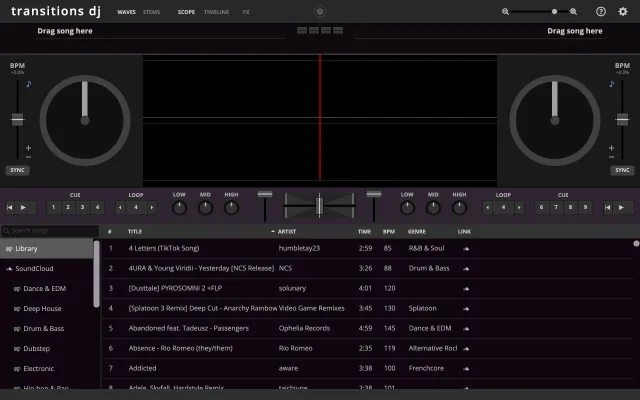 transitions dj
WAVES STEMS SCOPE TIMELINE FX
Drag song here
Drag song here
BPM
+0.0%
BPM
+0.0%
+
−
+
−
SYNC
SYNC
CUE LOOP LOW MID HIGH LOW MID HIGH LOOP CUE
1 2 3 4 4 4 6 7 8 9
Search songs
# TITLE ARTIST TIME BPM GENRE LINK
Library
1 4 Letters (TikTok Song) humbletay23 2:59 85 R&B & Soul
SoundCloud
2 4URA & Young Viridii - Yesterday [NCS Release] NCS 3:26 88 Drum & Bass
Dance & EDM
3 [Dusttale] PYROSOMNI 2 +FLP solunary 4:01 120
Deep House
4 [Splatoon 3 Remix] Deep Cut - Anarchy Rainbow Video Game Remixes 3:45 130 Splatoon
Drum & Bass
5 Abandoned feat. Tadeusz - Passengers Ophelia Records 4:59 145 Dance & EDM
Dubstep
6 Absence - Rio Romeo (they/them) Rio Romeo 2:35 119 Alternative Rocl
Electronic
7 Addicted aware 3:38 100 Frenchcore
Hip-hop & Rap
8 Adele, Skyfall, Hardstyle Remix taichiune 2:38 101